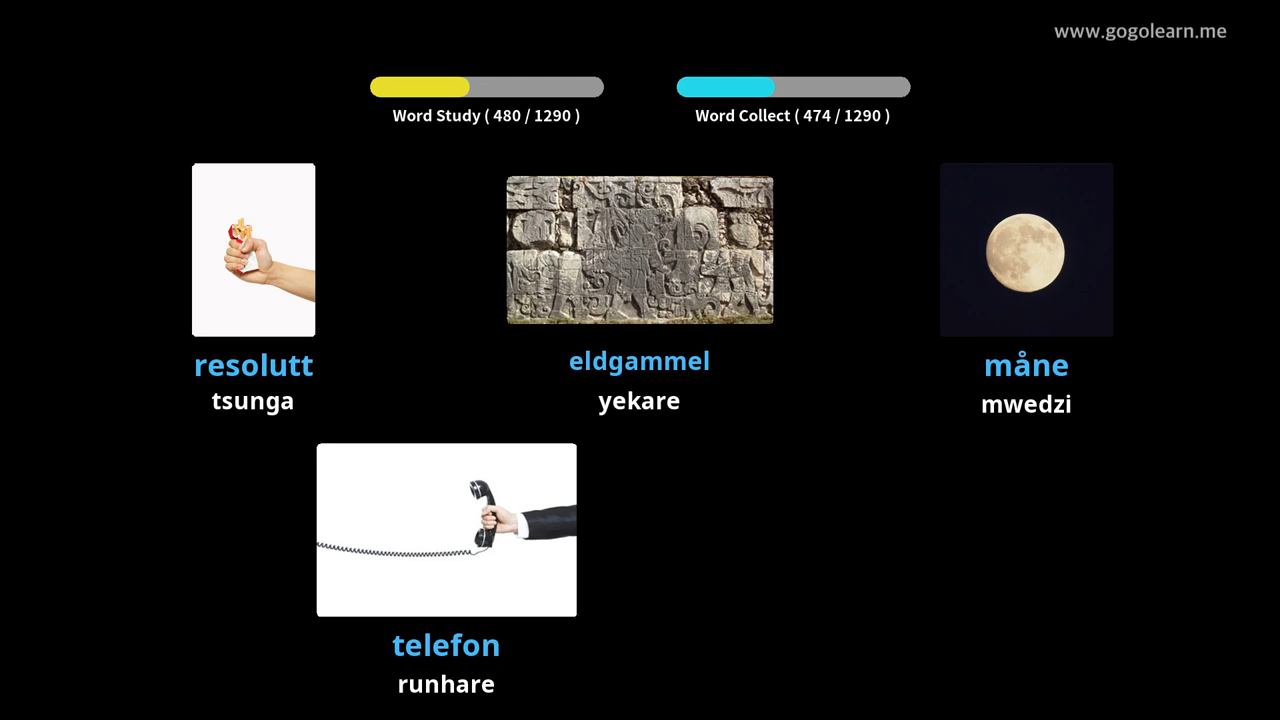 www.gogolearn.me
Word Study ( 480 / 1290 )
Word Collect ( 474 / 1290 )
resolutt
tsunga
eldgammel
yekare
måne
mwedzi
telefon
runhare